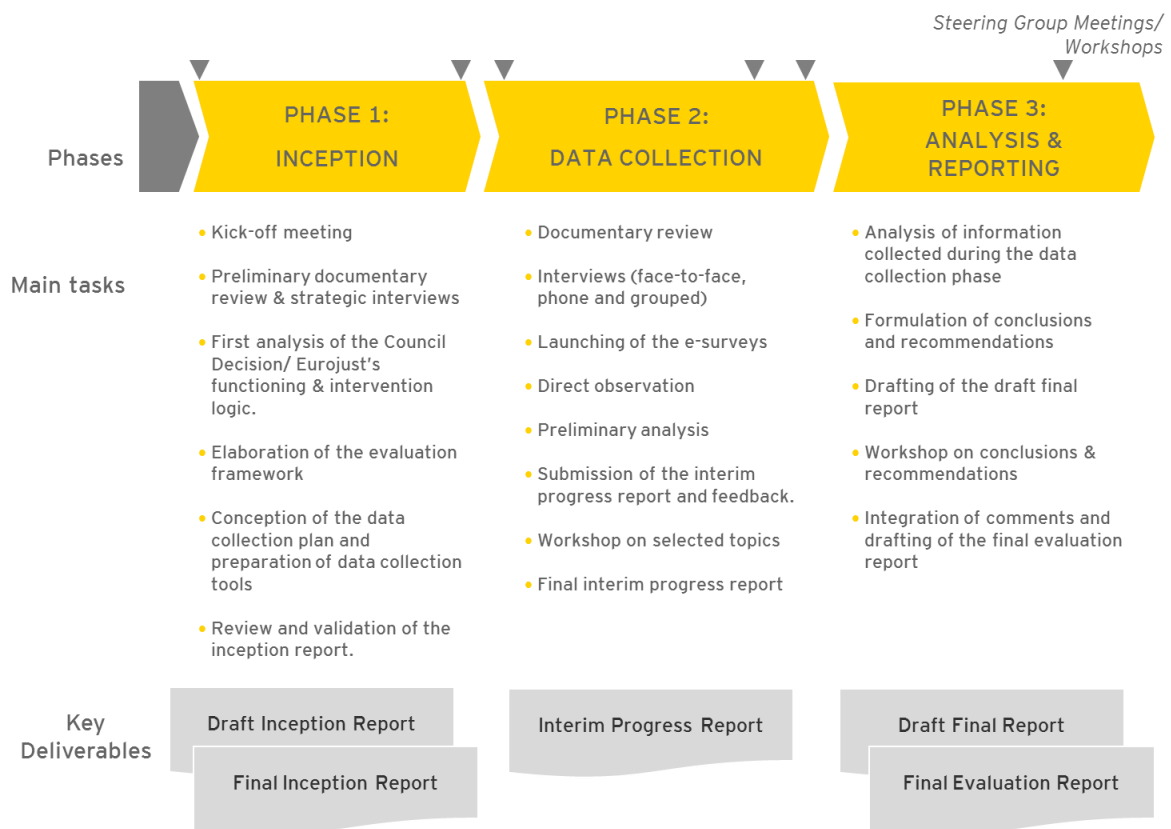 Steering Group Meetings/
Workshops
Phases
PHASE 1:
INCEPTION
PHASE 2:
DATA COLLECTION
PHASE 3:
ANALYSIS &
REPORTING
Main tasks
• Kick-off meeting
• Preliminary documentary
review & strategic interviews
• First analysis of the Council
Decision/ Eurojust's
functioning & intervention
logic.
• Elaboration of the evaluation
framework
• Conception of the data
collection plan and
preparation of data collection
tools
• Review and validation of the
inception report.
• Documentary review
• Interviews (face-to-face,
phone and grouped)
• Launching of the e-surveys
• Direct observation
• Preliminary analysis
• Submission of the interim
progress report and feedback.
• Workshop on selected topics
• Final interim progress report
• Analysis of information
collected during the data
collection phase
• Formulation of conclusions
and recommendations
• Drafting of the draft final
report
• Workshop on conclusions &
recommendations
• Integration of comments and
drafting of the final evaluation
report
Key
Deliverables
Draft Inception Report
Final Inception Report
Interim Progress Report
Draft Final Report
Final Evaluation Report